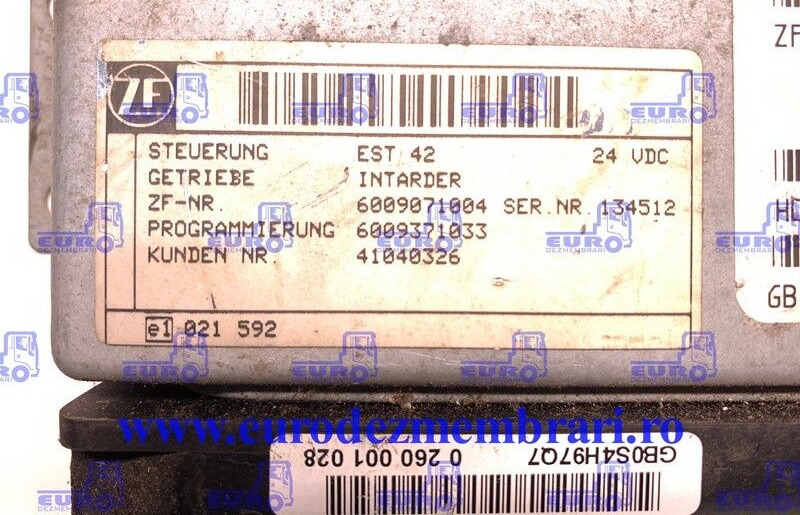 ZF
STEUERUNG EST 42 24 VDC
GETRIEBE INTARDER
ZF-NR. 6009071004 SER.NR.134512
PROGRAMMIERUNG 6009371033
KUNDEN NR. 41040326
e1 021 592
ZF
GB
www.eurodezmembrari.ro
GB0S4H97Q7
0 260 001 028
EURO
DEZMEMBRARI